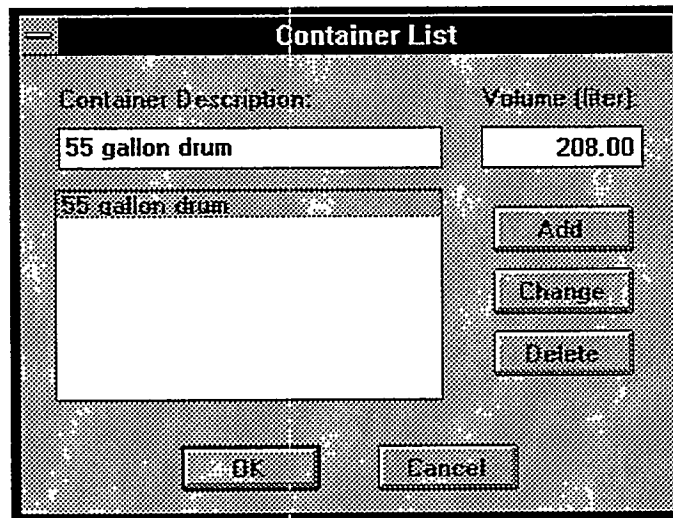 Container List
Container Description: Volume (liter):
55 gallon drum 208.00
55 gallon drum
Add
Change
Delete
OK Cancel